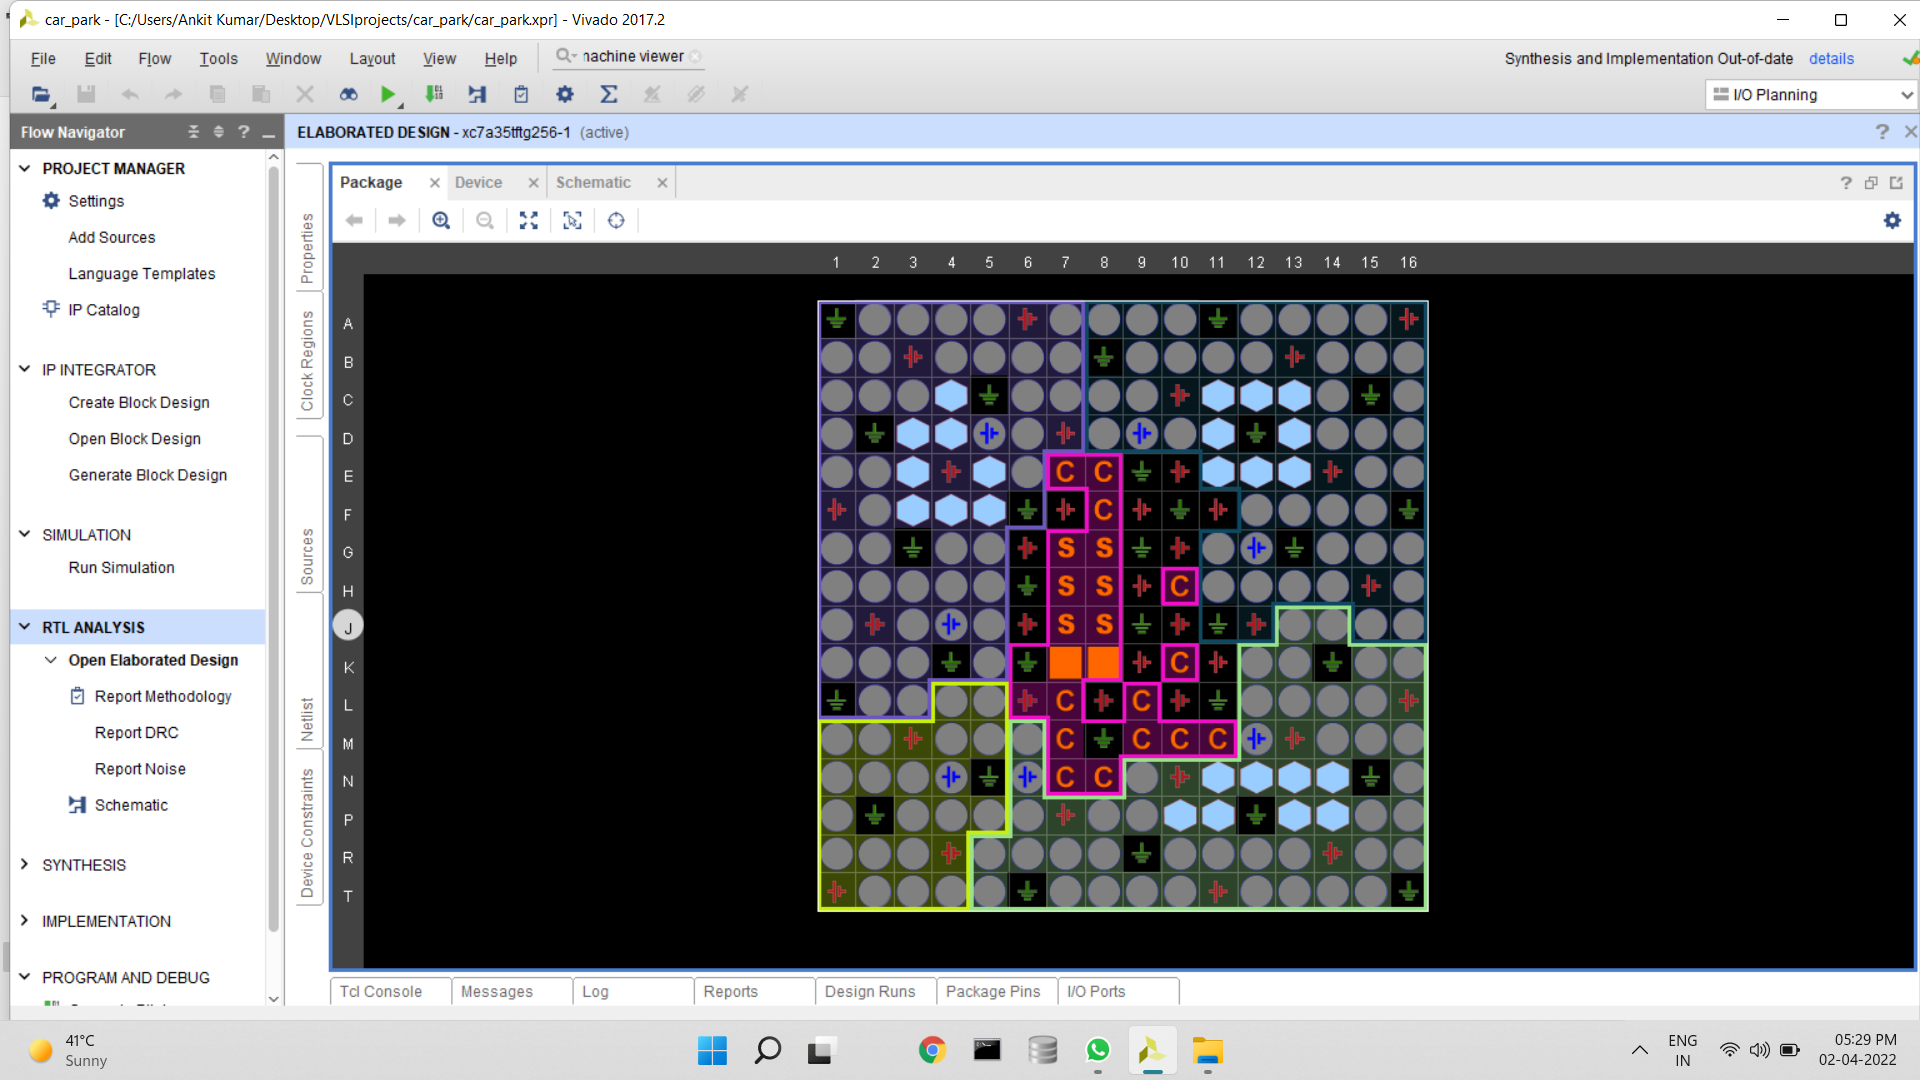 car_park - [C:/Users/Ankit Kumar/Desktop/VLSIprojects/car_park/car_park.xpr] - Vivado 2017.2
File Edit Flow Tools Window Layout View Help
machine viewer
Synthesis and Implementation Out-of-date details
I/O Planning
Flow Navigator
ELABORATED DESIGN - xc7a35tftg256-1 (active)
PROJECT MANAGER
Settings
Add Sources
Language Templates
IP Catalog
IP INTEGRATOR
Create Block Design
Open Block Design
Generate Block Design
SIMULATION
Run Simulation
RTL ANALYSIS
Open Elaborated Design
Report Methodology
Report DRC
Report Noise
Schematic
SYNTHESIS
IMPLEMENTATION
PROGRAM AND DEBUG
Properties
Clock Regions
Sources
Netlist
Device Constraints
Package Device Schematic
1 2 3 4 5 6 7 8 9 10 11 12 13 14 15 16
A
B
C
D
E C C
F C
G S S
H S S C
J S S
K C
L C C
M C C C C
N C C
P
R
T
Tcl Console Messages Log Reports Design Runs Package Pins I/O Ports
41°C
Sunny
ENG
IN
05:29 PM
02-04-2022